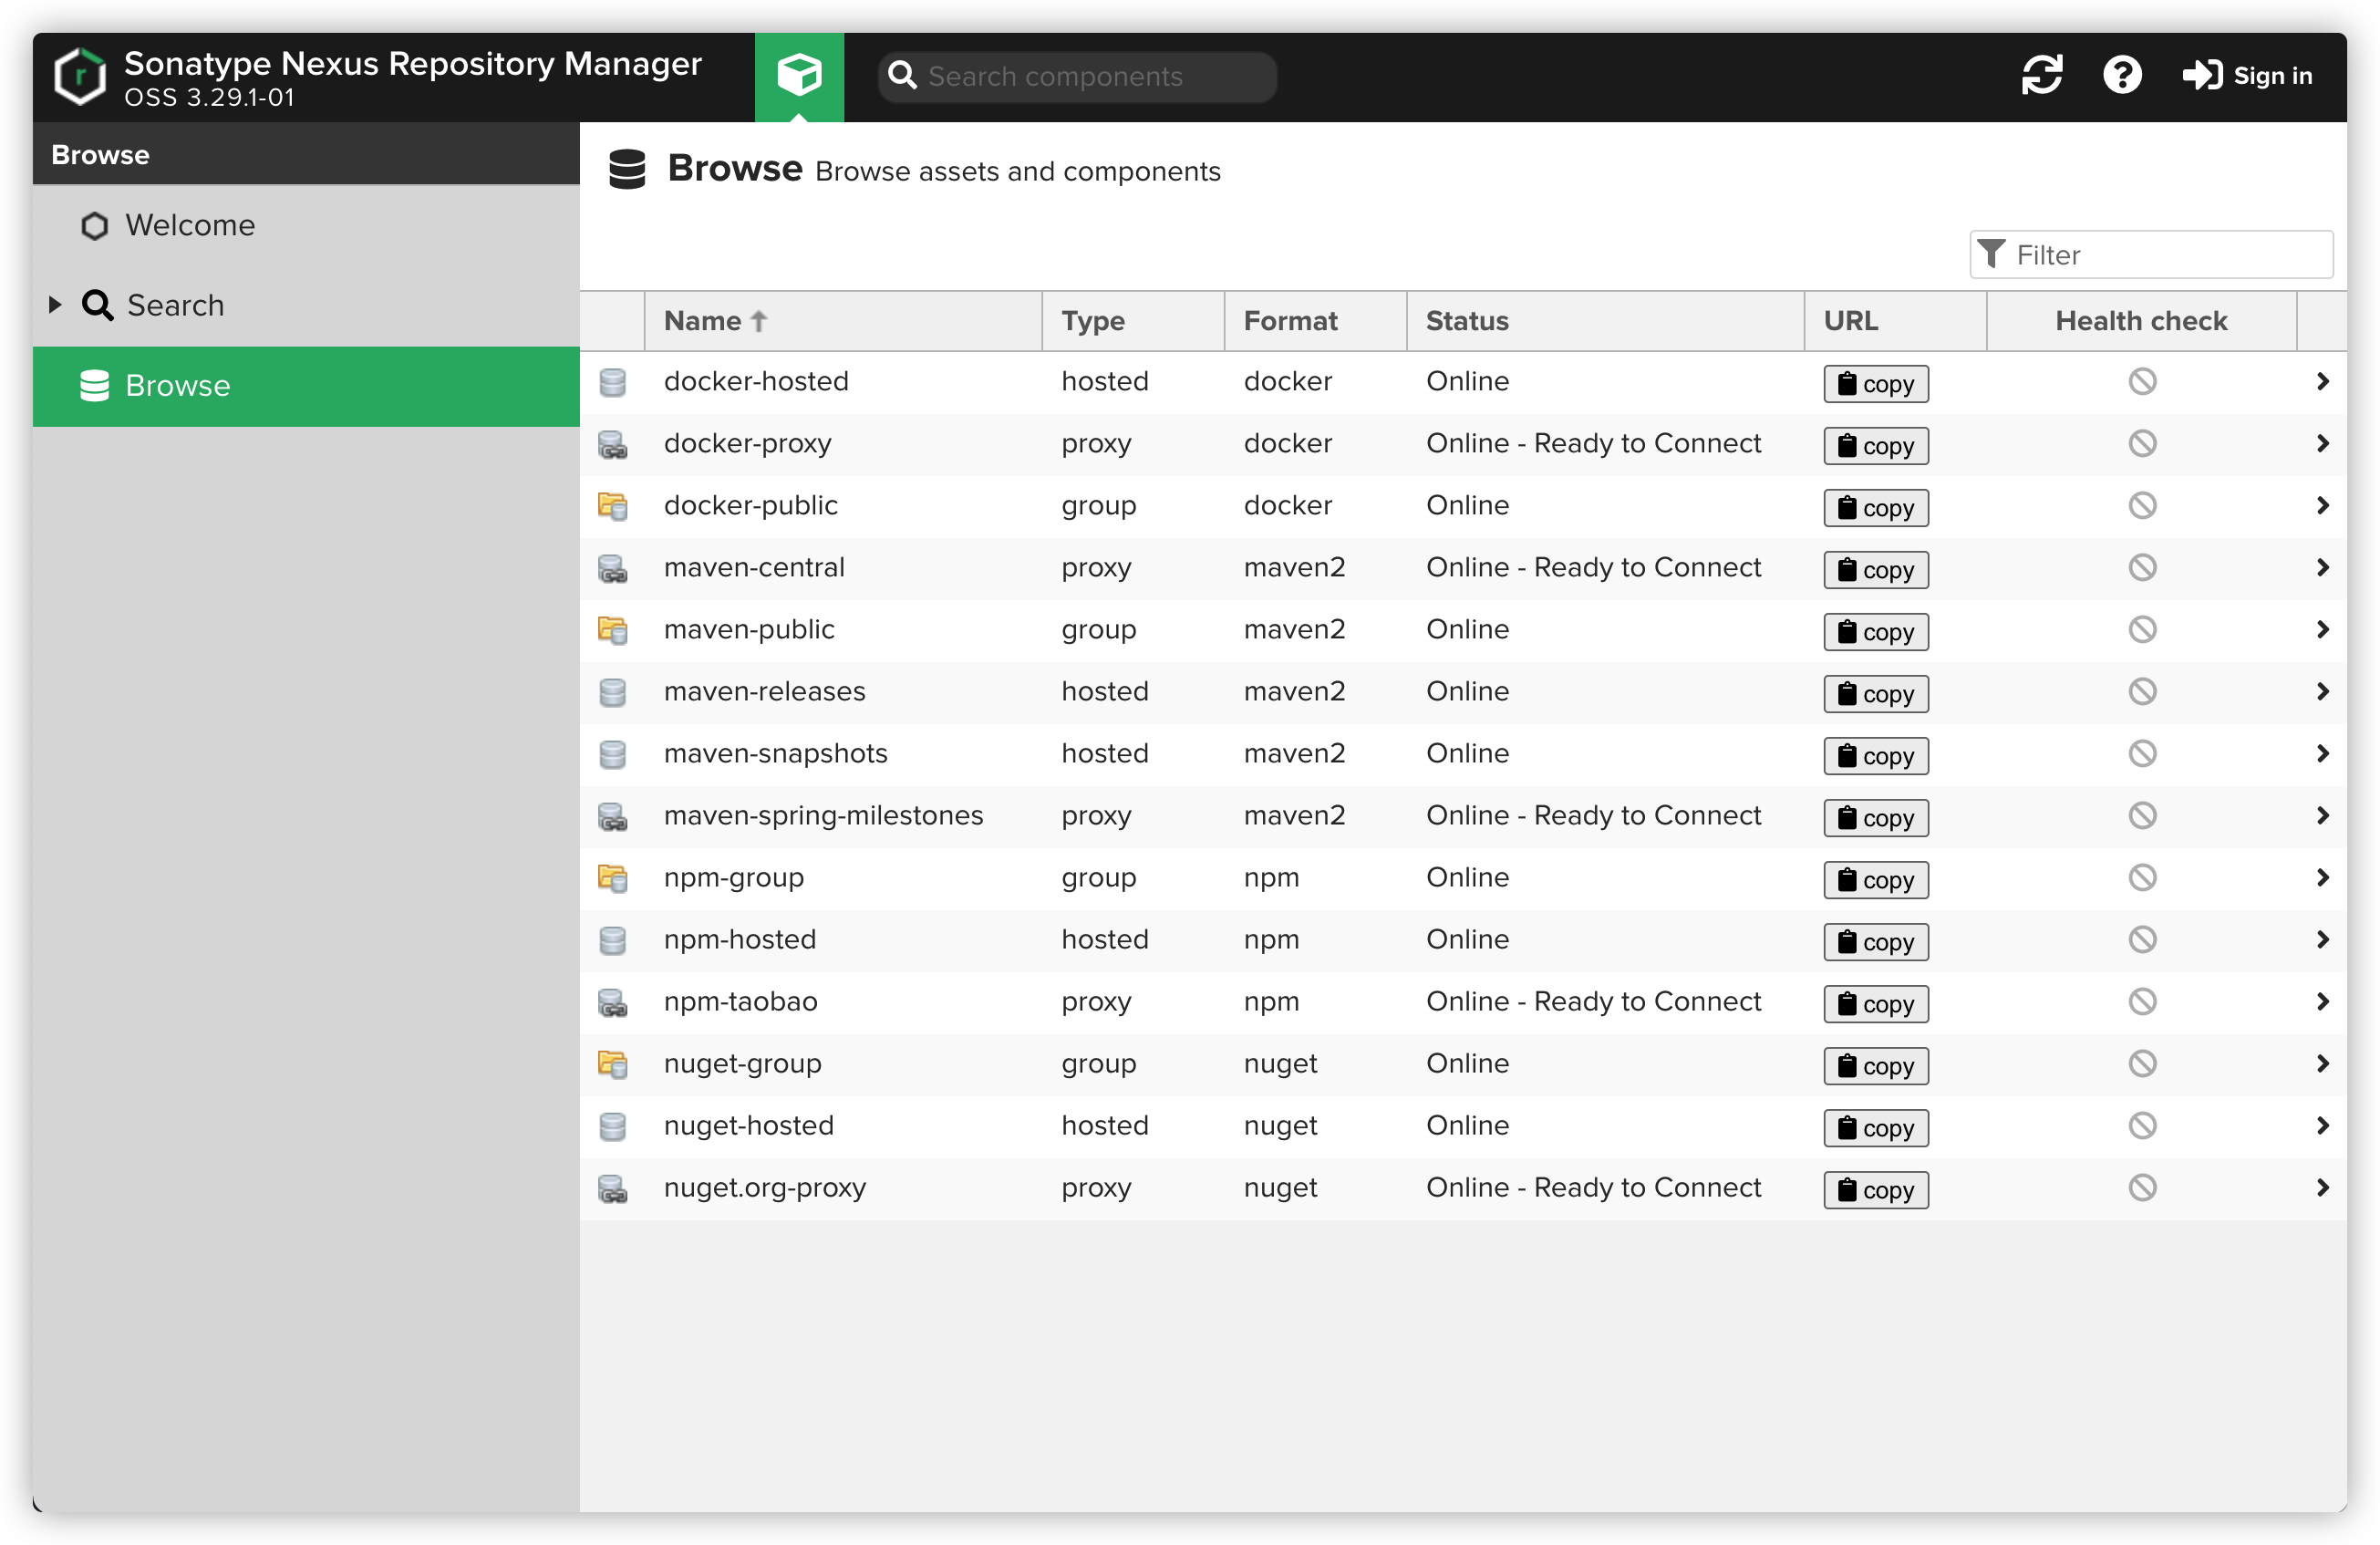 Sonatype Nexus Repository Manager
OSS 3.29.1-01
Search components
Sign in
Browse
Welcome
Search
Browse
Browse Browse assets and components
Filter
Name Type Format Status URL Health check
docker-hosted hosted docker Online copy
docker-proxy proxy docker Online - Ready to Connect copy
docker-public group docker Online copy
maven-central proxy maven2 Online - Ready to Connect copy
maven-public group maven2 Online copy
maven-releases hosted maven2 Online copy
maven-snapshots hosted maven2 Online copy
maven-spring-milestones proxy maven2 Online - Ready to Connect copy
npm-group group npm Online copy
npm-hosted hosted npm Online copy
npm-taobao proxy npm Online - Ready to Connect copy
nuget-group group nuget Online copy
nuget-hosted hosted nuget Online copy
nuget.org-proxy proxy nuget Online - Ready to Connect copy